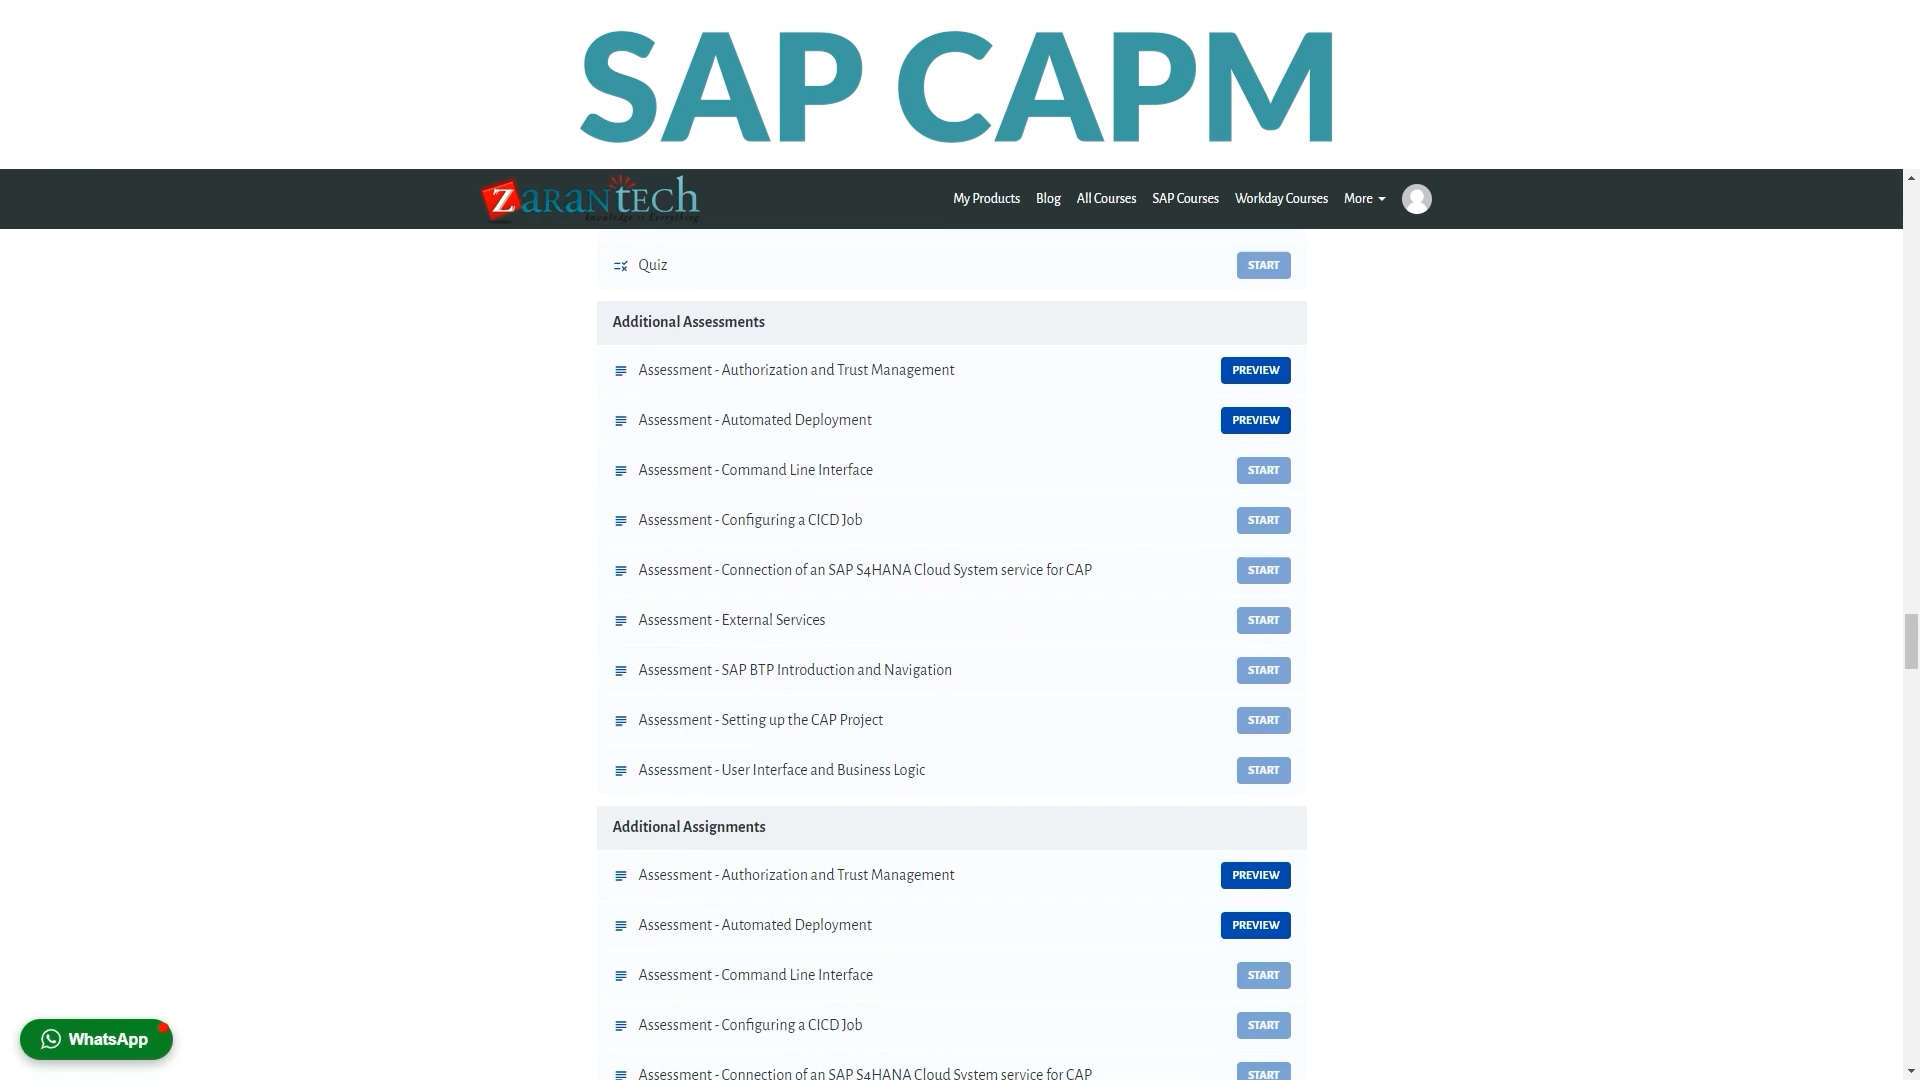 SAP CAPM
ZARANTECH
Knowledge is Everything
My Products Blog All Courses SAP Courses Workday Courses More
Quiz START
Additional Assessments
Assessment - Authorization and Trust Management PREVIEW
Assessment - Automated Deployment PREVIEW
Assessment - Command Line Interface START
Assessment - Configuring a CICD Job START
Assessment - Connection of an SAP S4HANA Cloud System service for CAP START
Assessment - External Services START
Assessment - SAP BTP Introduction and Navigation START
Assessment - Setting up the CAP Project START
Assessment - User Interface and Business Logic START
Additional Assignments
Assessment - Authorization and Trust Management PREVIEW
Assessment - Automated Deployment PREVIEW
Assessment - Command Line Interface START
Assessment - Configuring a CICD Job START
Assessment - Connection of an SAP S4HANA Cloud System service for CAP START
WhatsApp